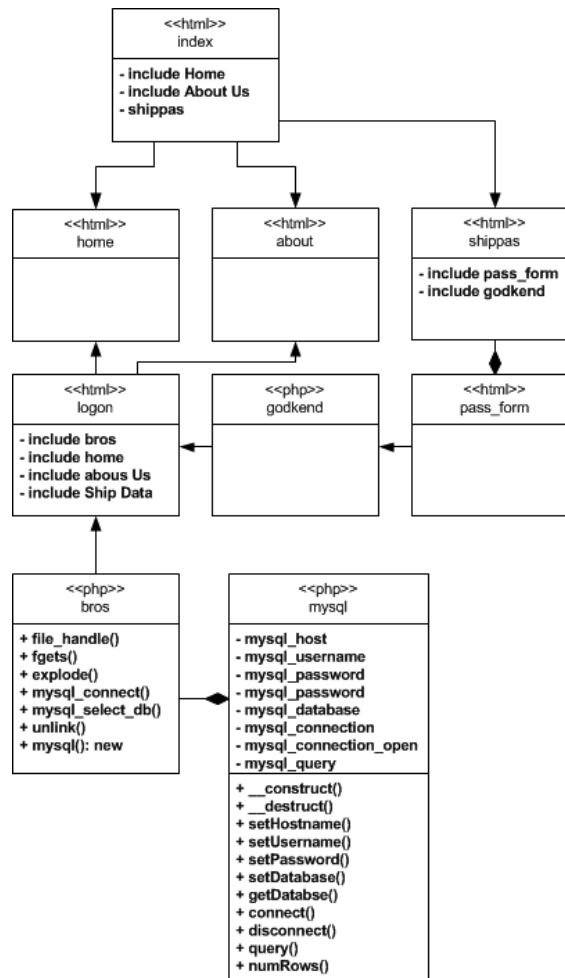 <<html>>
index
- include Home
- include About Us
- shippas
<<html>>
home
<<html>>
about
<<html>>
shippas
- include pass_form
- include godkend
<<html>>
logon
- include bros
- include home
- include abous Us
- include Ship Data
<<php>>
godkend
<<html>>
pass_form
<<php>>
bros
+ file_handle()
+ fgets()
+ explode()
+ mysql_connect()
+ mysql_select_db()
+ unlink()
+ mysql(): new
<<php>>
mysql
- mysql_host
- mysql_username
- mysql_password
- mysql_password
- mysql_database
- mysql_connection
- mysql_connection_open
- mysql_query
+ __construct()
+ __destruct()
+ setHostname()
+ setUsername()
+ setPassword()
+ setDatabase()
+ getDatabse()
+ connect()
+ disconnect()
+ query()
+ numRows()